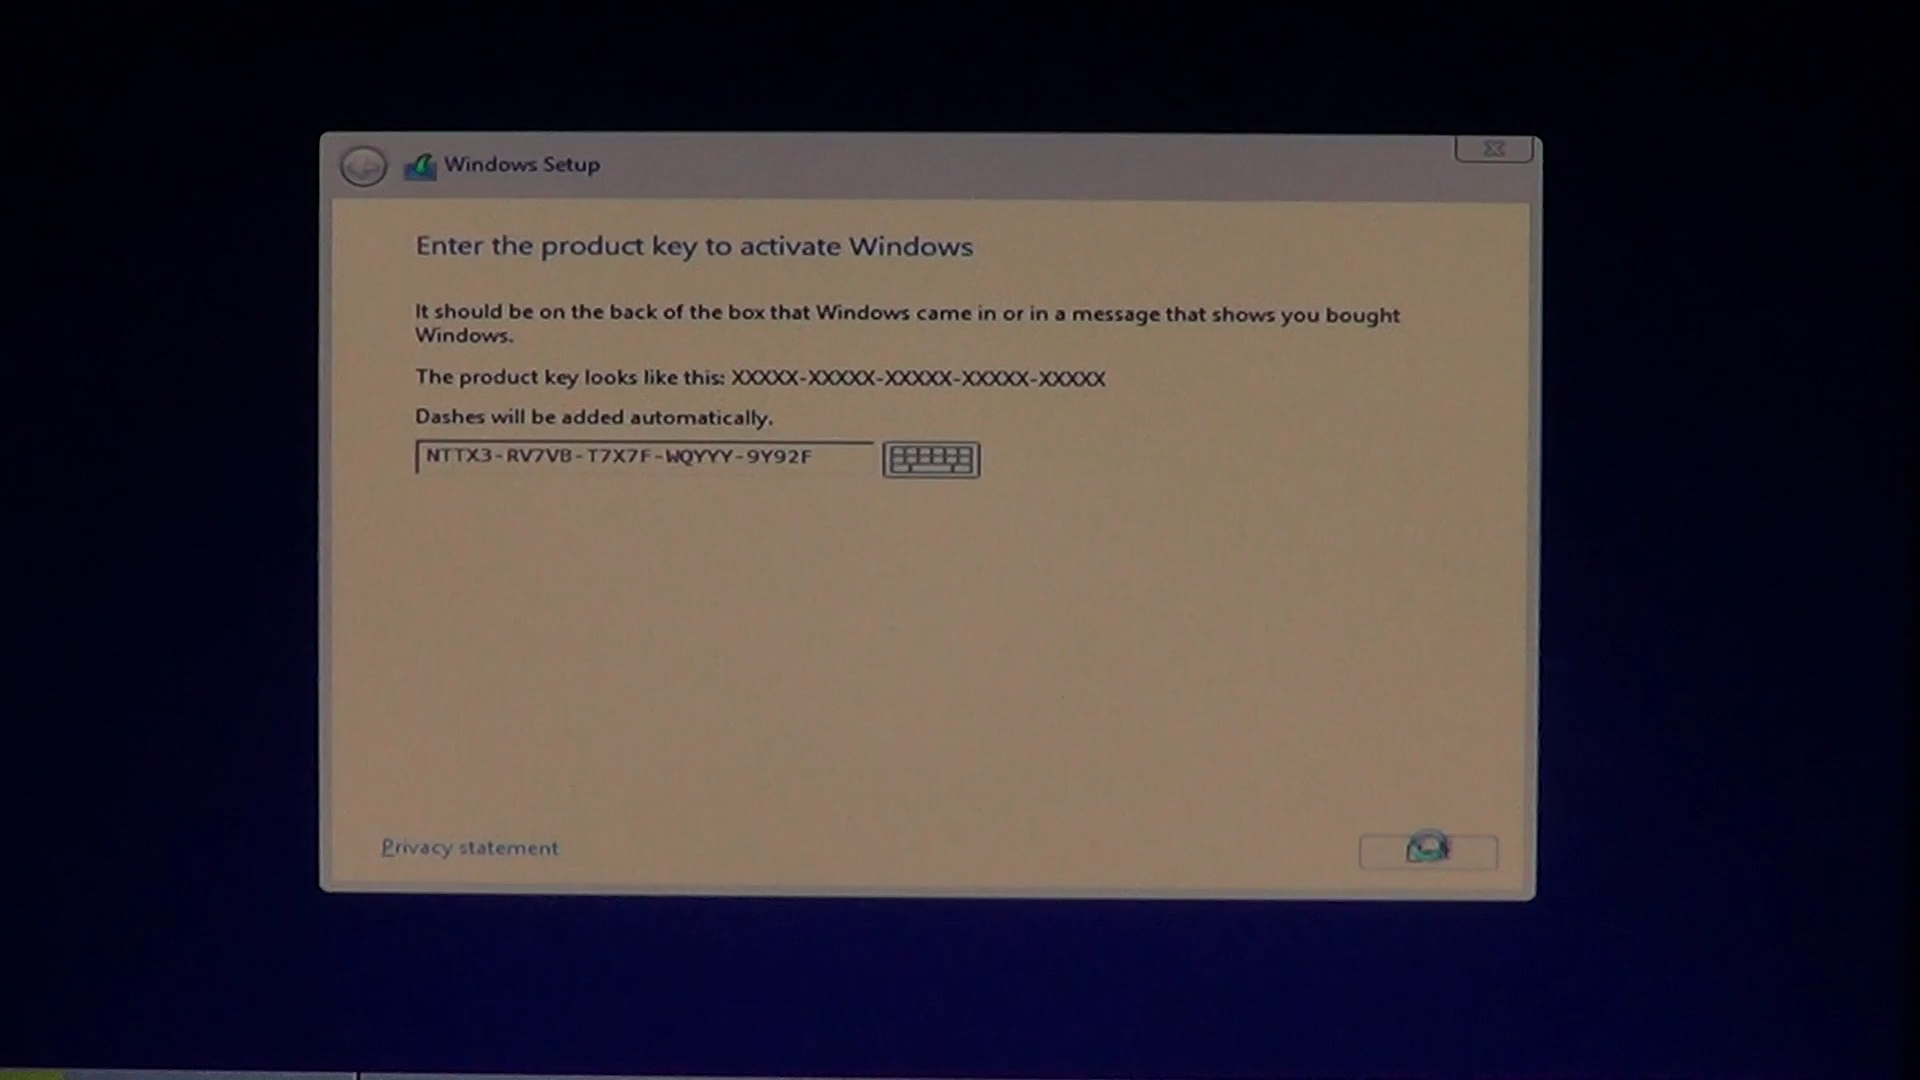 Windows Setup
Enter the product key to activate Windows
It should be on the back of the box that Windows came in or in a message that shows you bought
Windows.
The product key looks like this: XXXXX-XXXXX-XXXXX-XXXXX-XXXXX
Dashes will be added automatically.
NTTX3-RV7VB-T7X7F-WQYYY-9Y92F
Privacy statement